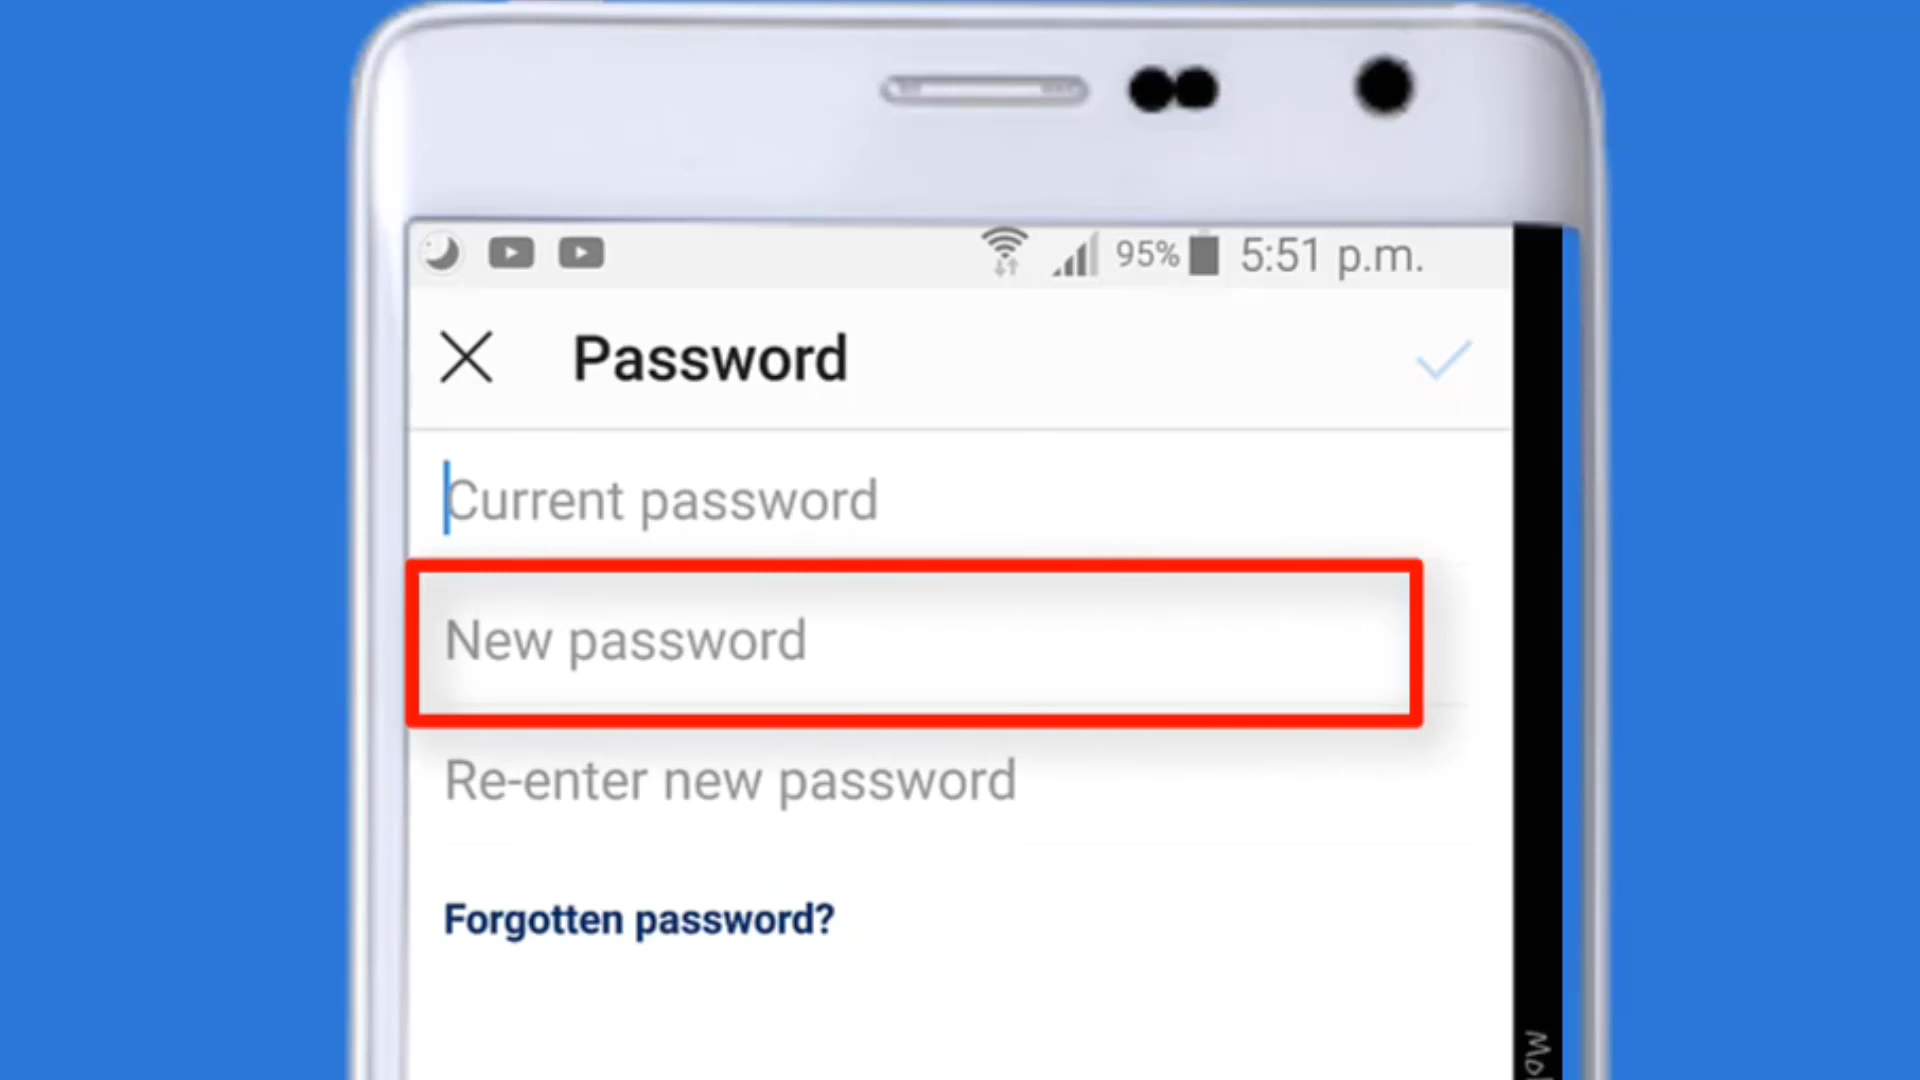 95% 5:51 p.m.
Password
Current password
New password
Re-enter new password
Forgotten password?